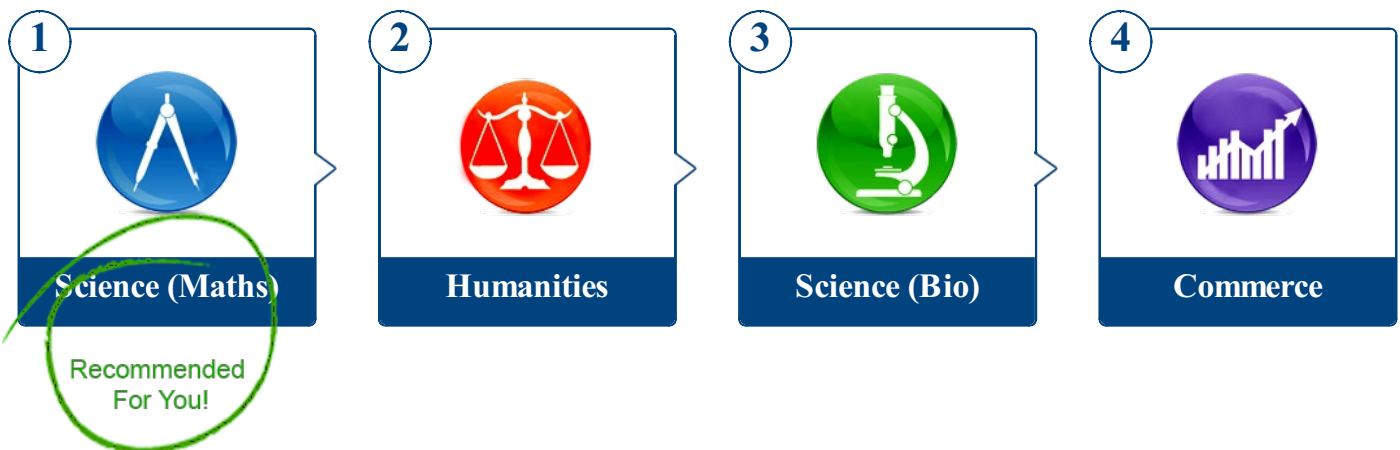 1
2
3
4
Science (Maths)
Humanities
Science (Bio)
Commerce
Recommended
For You!